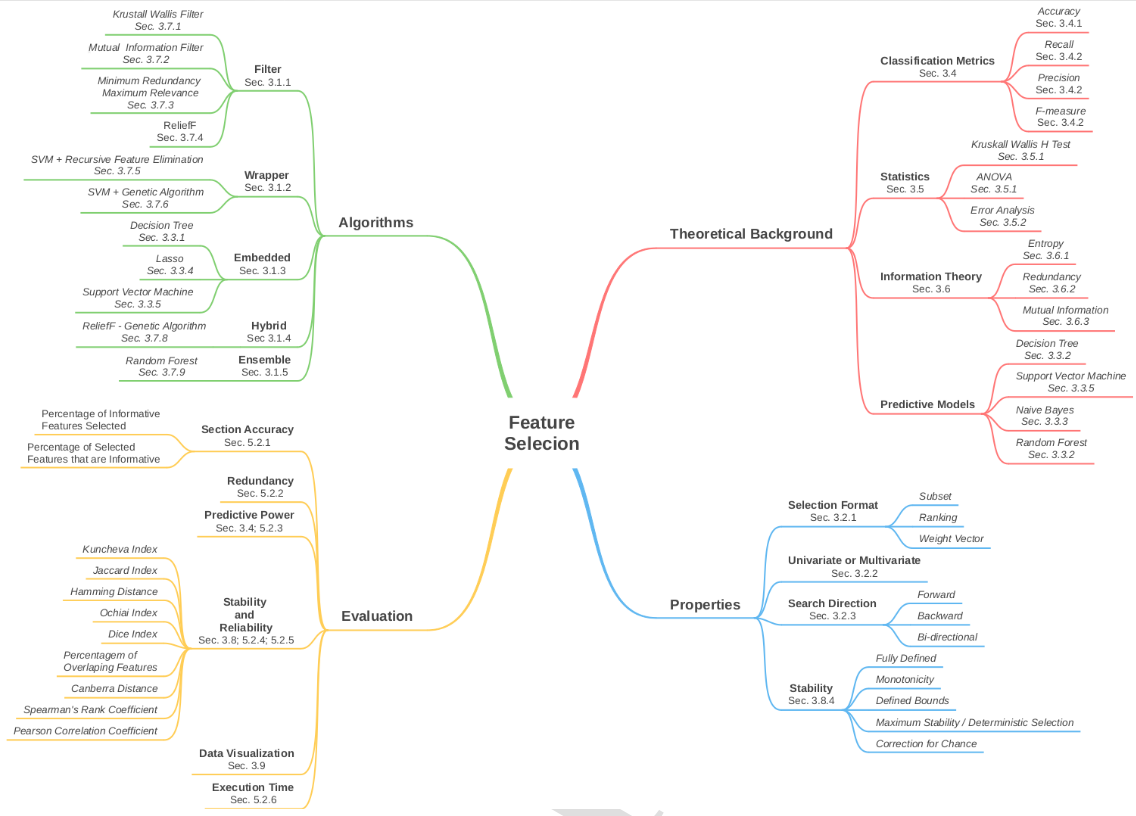 Feature
Selecion
Algorithms
Filter
Sec. 3.1.1
Krustall Wallis Filter
Sec. 3.7.1
Mutual Information Filter
Sec. 3.7.2
Minimum Redundancy
Maximum Relevance
Sec. 3.7.3
ReliefF
Sec. 3.7.4
Wrapper
Sec. 3.1.2
SVM + Recursive Feature Elimination
Sec. 3.7.5
SVM + Genetic Algorithm
Sec. 3.7.6
Embedded
Sec. 3.1.3
Decision Tree
Sec. 3.3.1
Lasso
Sec. 3.3.4
Support Vector Machine
Sec. 3.3.5
Hybrid
Sec 3.1.4
ReliefF - Genetic Algorithm
Sec. 3.7.8
Ensemble
Sec. 3.1.5
Random Forest
Sec. 3.7.9
Theoretical Background
Classification Metrics
Sec. 3.4
Accuracy
Sec. 3.4.1
Recall
Sec. 3.4.2
Precision
Sec. 3.4.2
F-measure
Sec. 3.4.2
Statistics
Sec. 3.5
Kruskall Wallis H Test
Sec. 3.5.1
ANOVA
Sec. 3.5.1
Error Analysis
Sec. 3.5.2
Information Theory
Sec. 3.6
Entropy
Sec. 3.6.1
Redundancy
Sec. 3.6.2
Mutual Information
Sec. 3.6.3
Predictive Models
Decision Tree
Sec. 3.3.2
Support Vector Machine
Sec. 3.3.5
Naive Bayes
Sec. 3.3.3
Random Forest
Sec. 3.3.2
Evaluation
Section Accuracy
Sec. 5.2.1
Percentage of Informative
Features Selected
Percentage of Selected
Features that are Informative
Redundancy
Sec. 5.2.2
Predictive Power
Sec. 3.4; 5.2.3
Stability
and
Reliability
Sec. 3.8; 5.2.4; 5.2.5
Kuncheva Index
Jaccard Index
Hamming Distance
Ochiai Index
Dice Index
Percentagem of
Overlaping Features
Canberra Distance
Spearman's Rank Coefficient
Pearson Correlation Coefficient
Data Visualization
Sec. 3.9
Execution Time
Sec. 5.2.6
Properties
Selection Format
Sec. 3.2.1
Subset
Ranking
Weight Vector
Univariate or Multivariate
Sec. 3.2.2
Search Direction
Sec. 3.2.3
Forward
Backward
Bi-directional
Stability
Sec. 3.8.4
Fully Defined
Monotonicity
Defined Bounds
Maximum Stability / Deterministic Selection
Correction for Chance